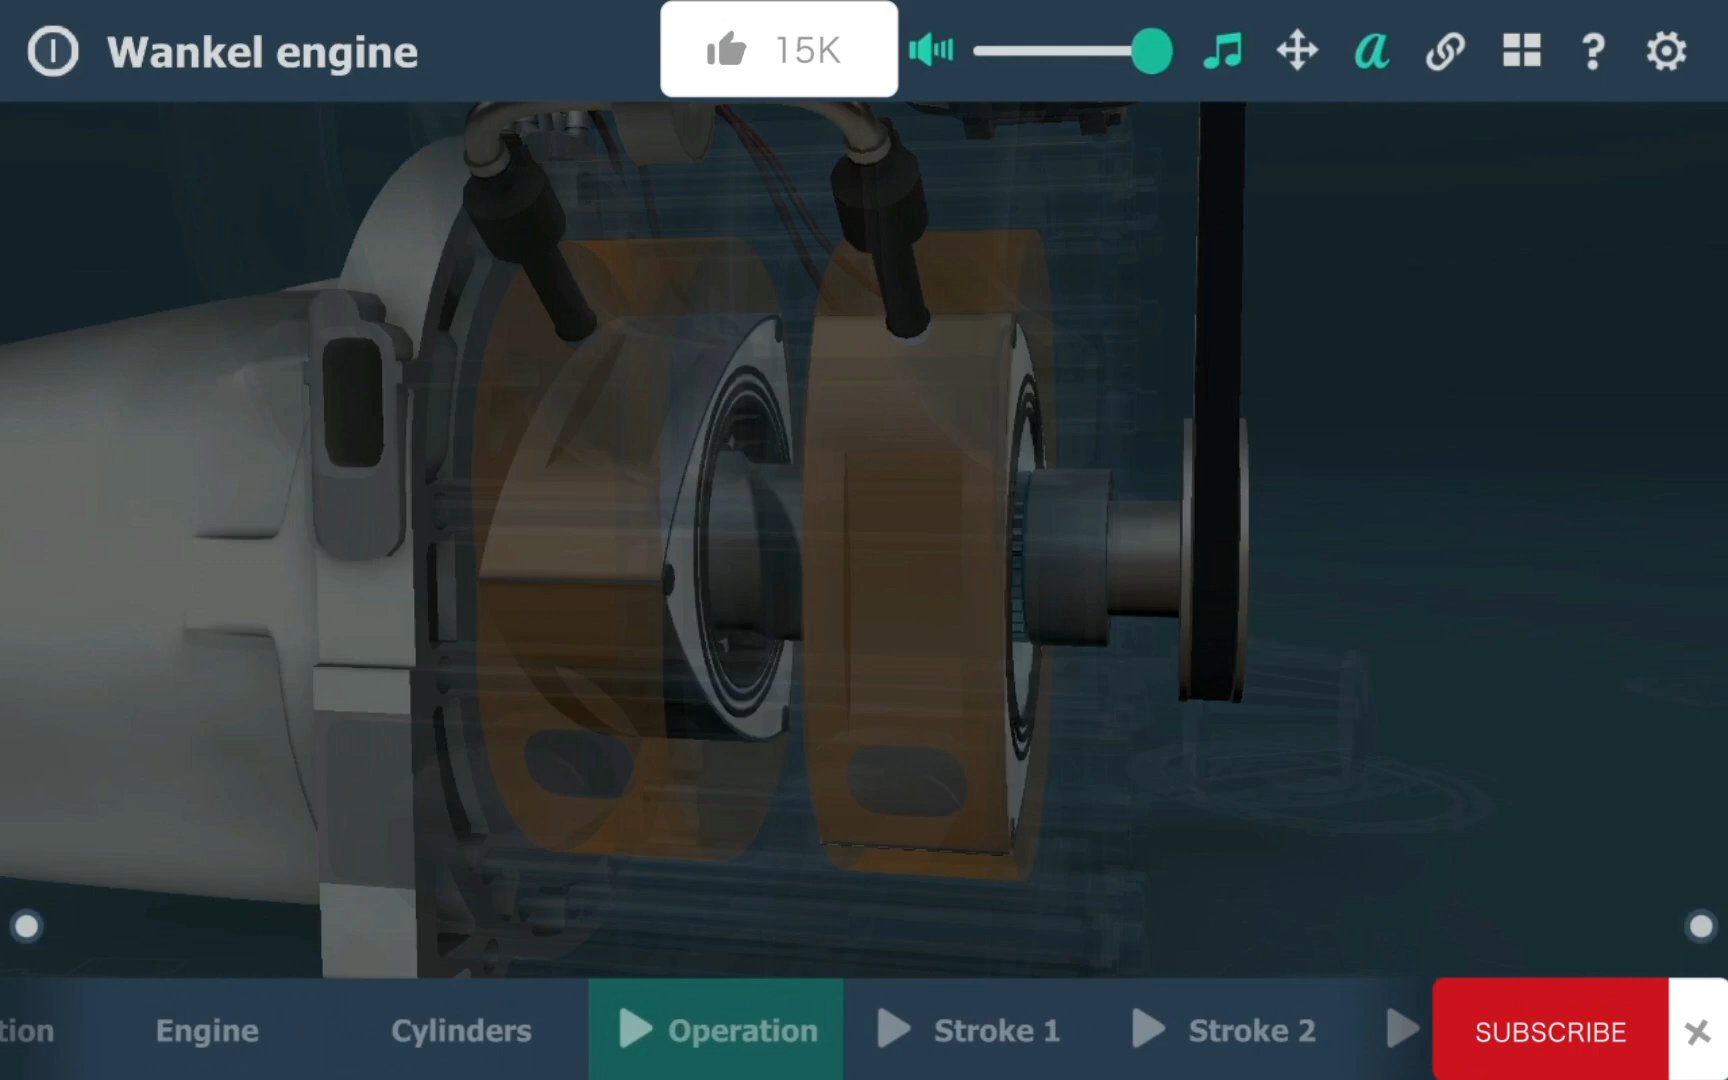 Wankel engine
15K
a
?
tion
Engine
Cylinders
Operation
Stroke 1
Stroke 2
SUBSCRIBE